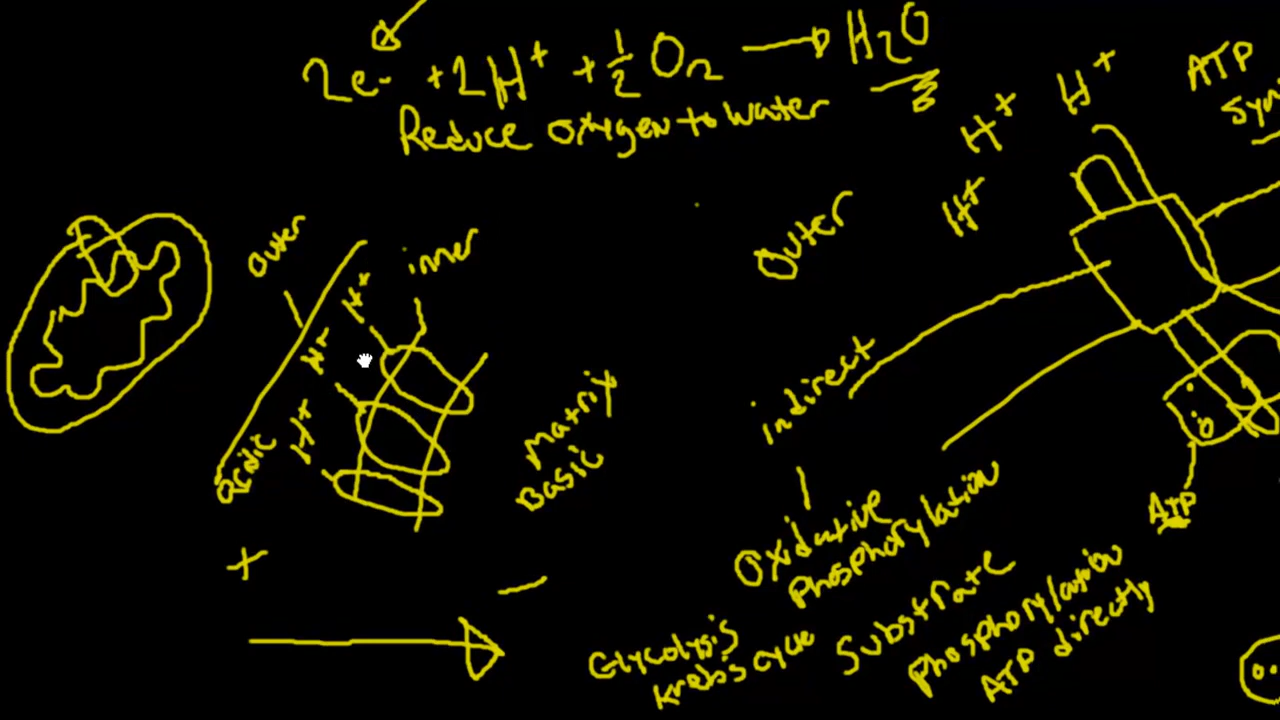 2e- + 2H+ + 1/2 O2 → H2O
Reduce oxygen to water
H+
H+
H+
ATP
Syn
outer
inner
H+
H+
H+
acidic
Matrix
Basic
+
-
Outer
indirect
Oxidative
phosphorylation
ATP
Glycolysis
Krebs cycle
Substrate
phosphorylation
ATP directly